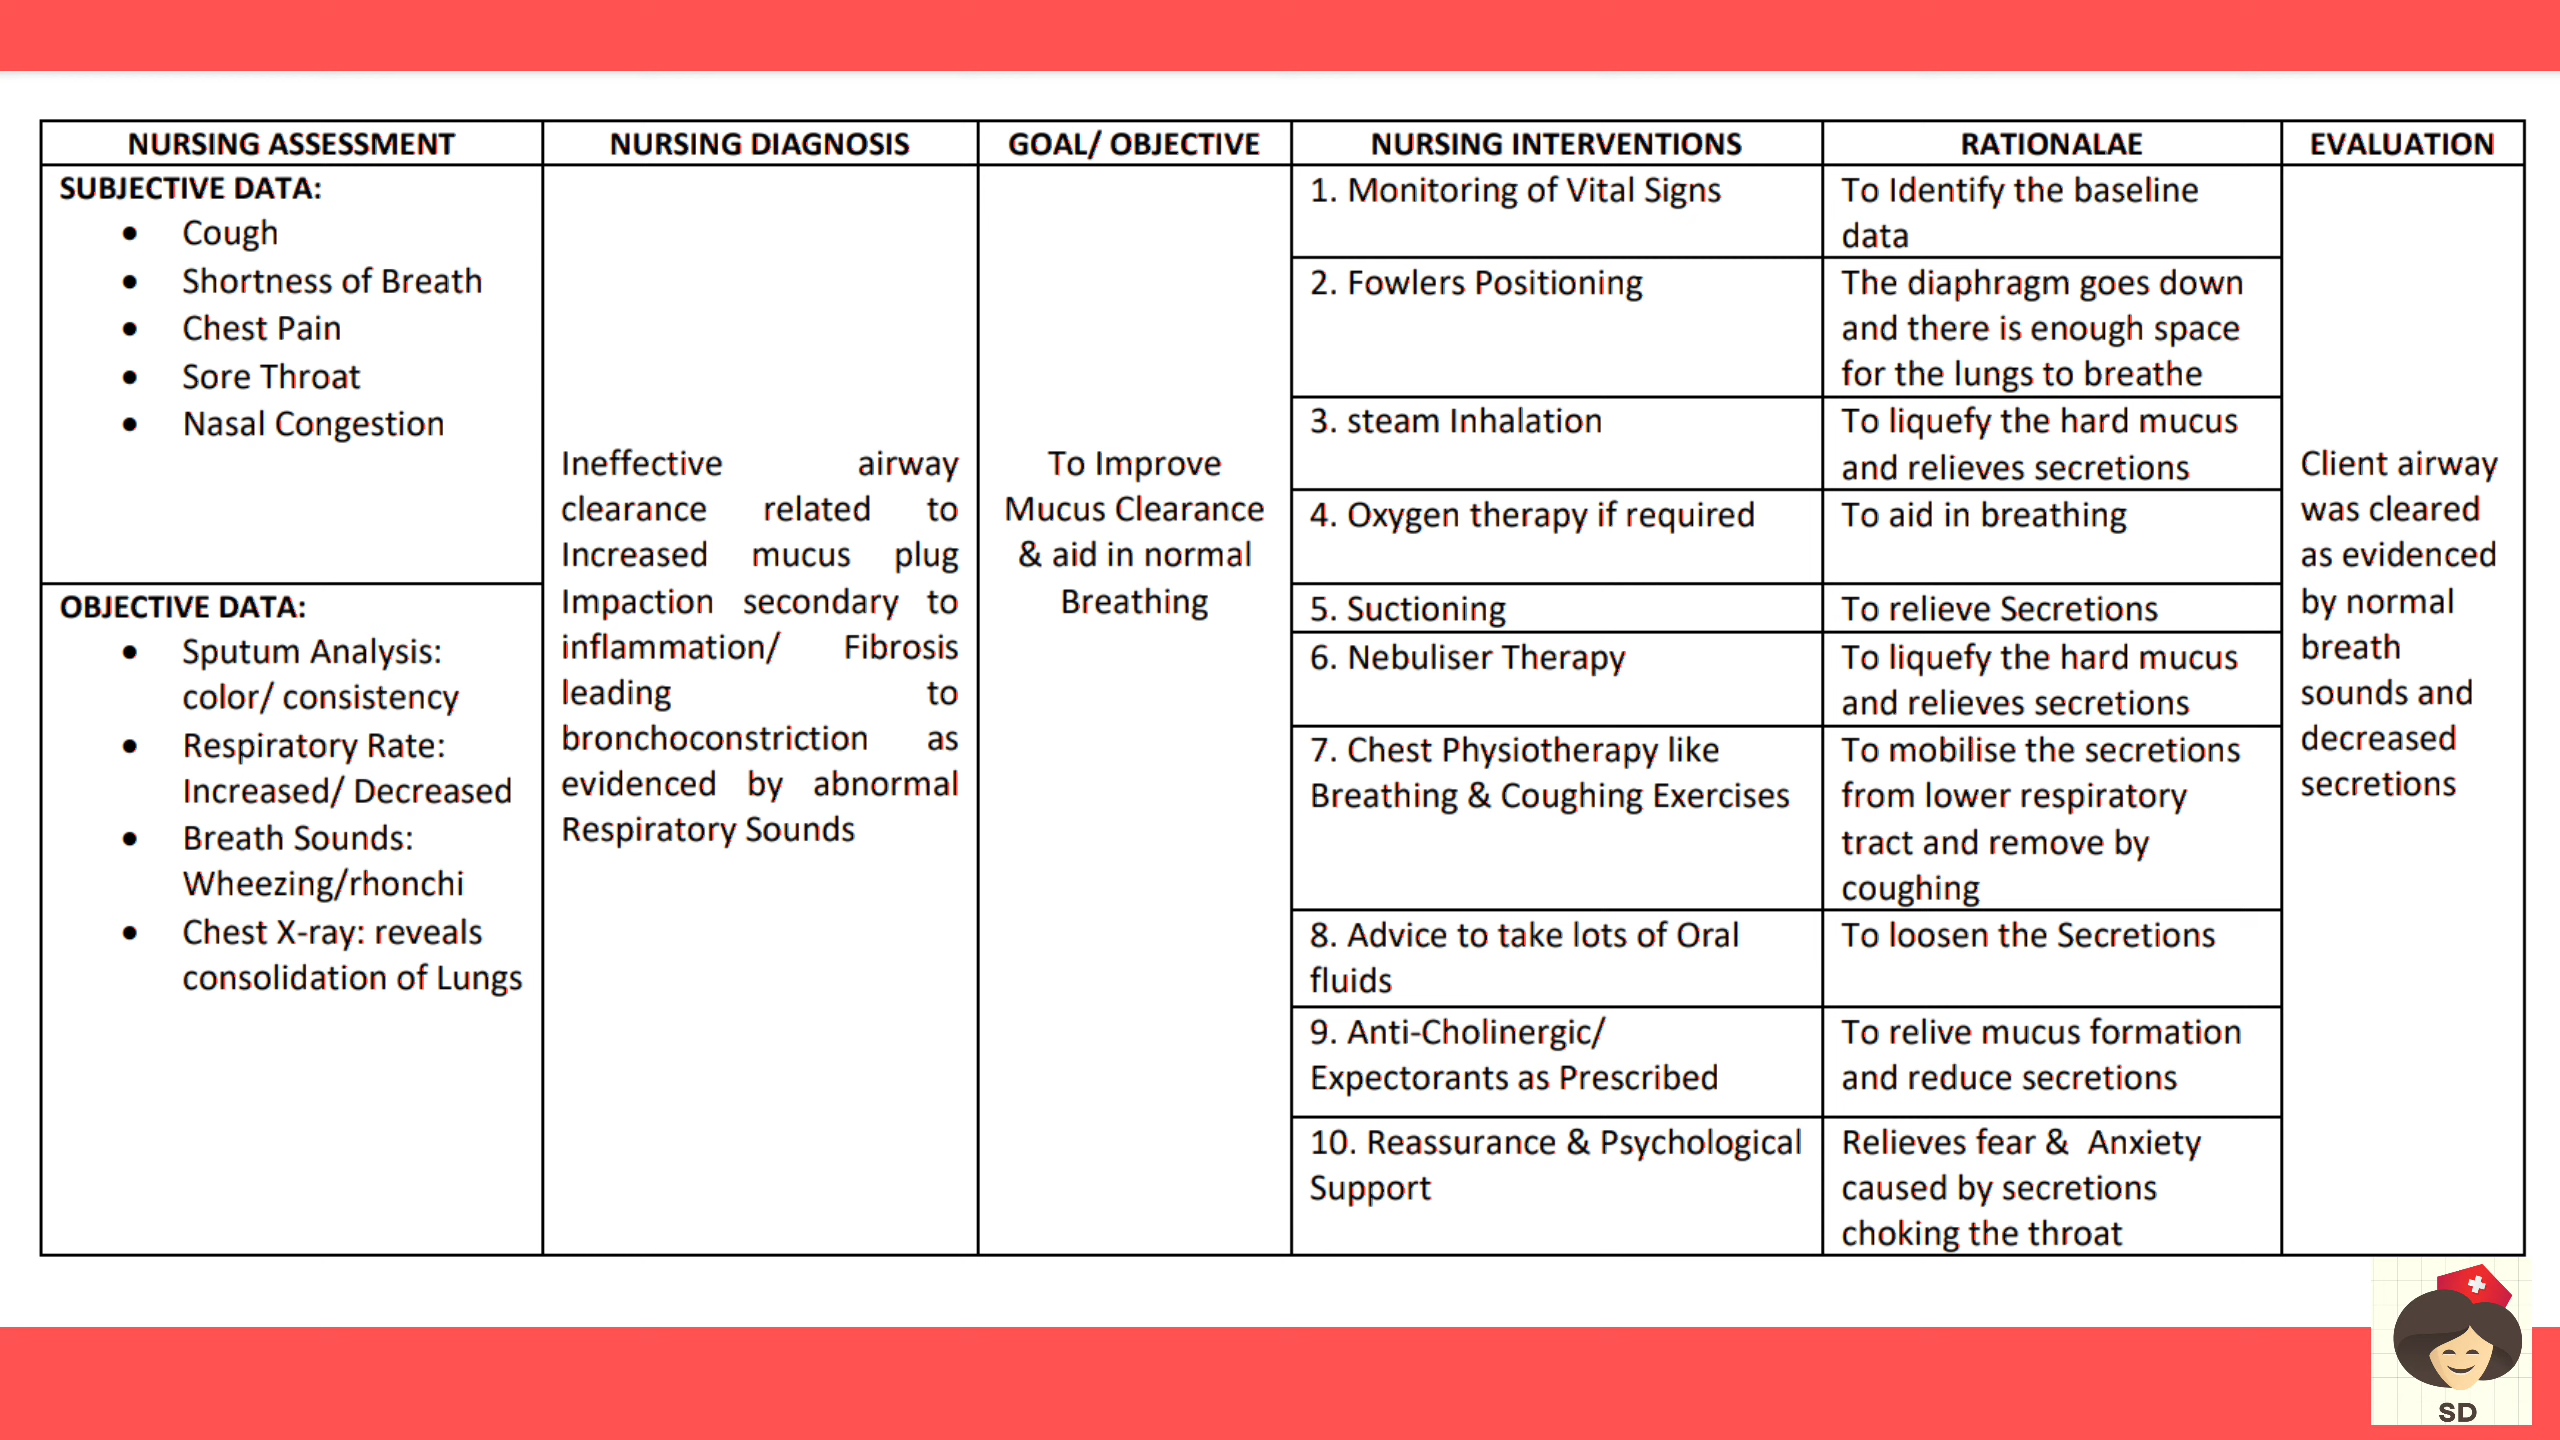 NURSING ASSESSMENT
NURSING DIAGNOSIS
GOAL/ OBJECTIVE
NURSING INTERVENTIONS
RATIONALAE
EVALUATION
SUBJECTIVE DATA:
• Cough
• Shortness of Breath
• Chest Pain
• Sore Throat
• Nasal Congestion
OBJECTIVE DATA:
• Sputum Analysis:
color/ consistency
• Respiratory Rate:
Increased/ Decreased
• Breath Sounds:
Wheezing/rhonchi
• Chest X-ray: reveals
consolidation of Lungs
Ineffective airway
clearance related to
Increased mucus plug
Impaction secondary to
inflammation/ Fibrosis
leading to
bronchoconstriction as
evidenced by abnormal
Respiratory Sounds
To Improve
Mucus Clearance
& aid in normal
Breathing
1. Monitoring of Vital Signs
To Identify the baseline
data
2. Fowlers Positioning
The diaphragm goes down
and there is enough space
for the lungs to breathe
3. steam Inhalation
To liquefy the hard mucus
and relieves secretions
4. Oxygen therapy if required
To aid in breathing
5. Suctioning
To relieve Secretions
6. Nebuliser Therapy
To liquefy the hard mucus
and relieves secretions
7. Chest Physiotherapy like
Breathing & Coughing Exercises
To mobilise the secretions
from lower respiratory
tract and remove by
coughing
8. Advice to take lots of Oral
fluids
To loosen the Secretions
9. Anti-Cholinergic/
Expectorants as Prescribed
To relive mucus formation
and reduce secretions
10. Reassurance & Psychological
Support
Relieves fear & Anxiety
caused by secretions
choking the throat
Client airway
was cleared
as evidenced
by normal
breath
sounds and
decreased
secretions
SD